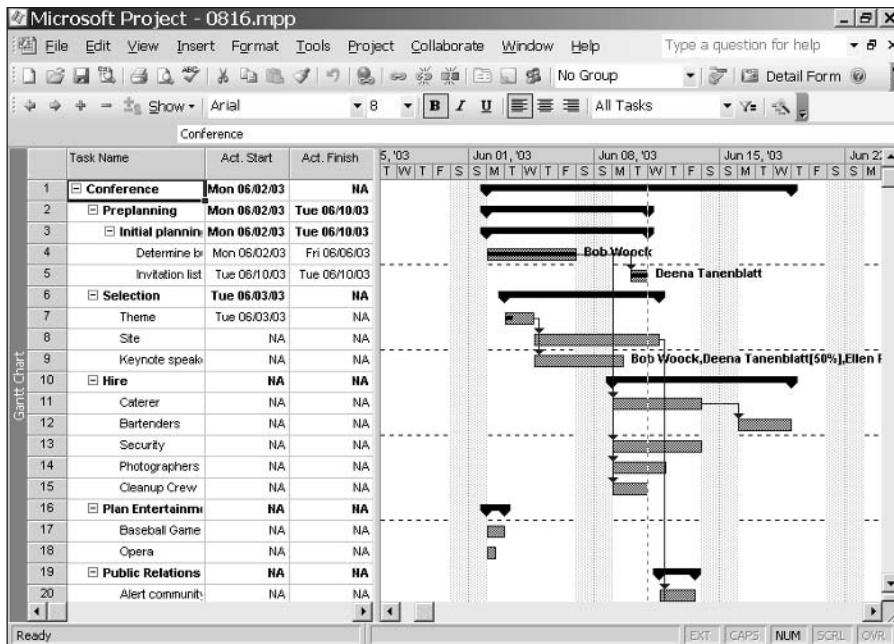 Microsoft Project - 0816.mpp
File Edit View Insert Format Tools Project Collaborate Window Help Type a question for help
No Group Detail Form
Show Arial 8 B I U All Tasks
Conference
Task Name Act. Start Act. Finish 5, '03 Jun 01, '03 Jun 08, '03 Jun 15, '03 Jun 2
T W T F S S M T W T F S S M T W T F S S M T W T F S S M
1 Conference Mon 06/02/03 NA
2 Preplanning Mon 06/02/03 Tue 06/10/03
3 Initial plannin Mon 06/02/03 Tue 06/10/03
4 Determine b Mon 06/02/03 Fri 06/06/03 Bob Woock
5 Invitation list Tue 06/10/03 Tue 06/10/03 Deena Tanenblatt
6 Selection Tue 06/03/03 NA
7 Theme Tue 06/03/03 NA
8 Site NA NA
9 Keynote speak NA NA Bob Woock,Deena Tanenblatt[50%],Ellen
10 Hire NA NA
11 Caterer NA NA
12 Bartenders NA NA
13 Security NA NA
14 Photographers NA NA
15 Cleanup Crew NA NA
16 Plan Entertainm NA NA
17 Baseball Game NA NA
18 Opera NA NA
19 Public Relations NA NA
20 Alert community NA NA
Gantt Chart
Ready EXT CAPS NUM SCRL OVR